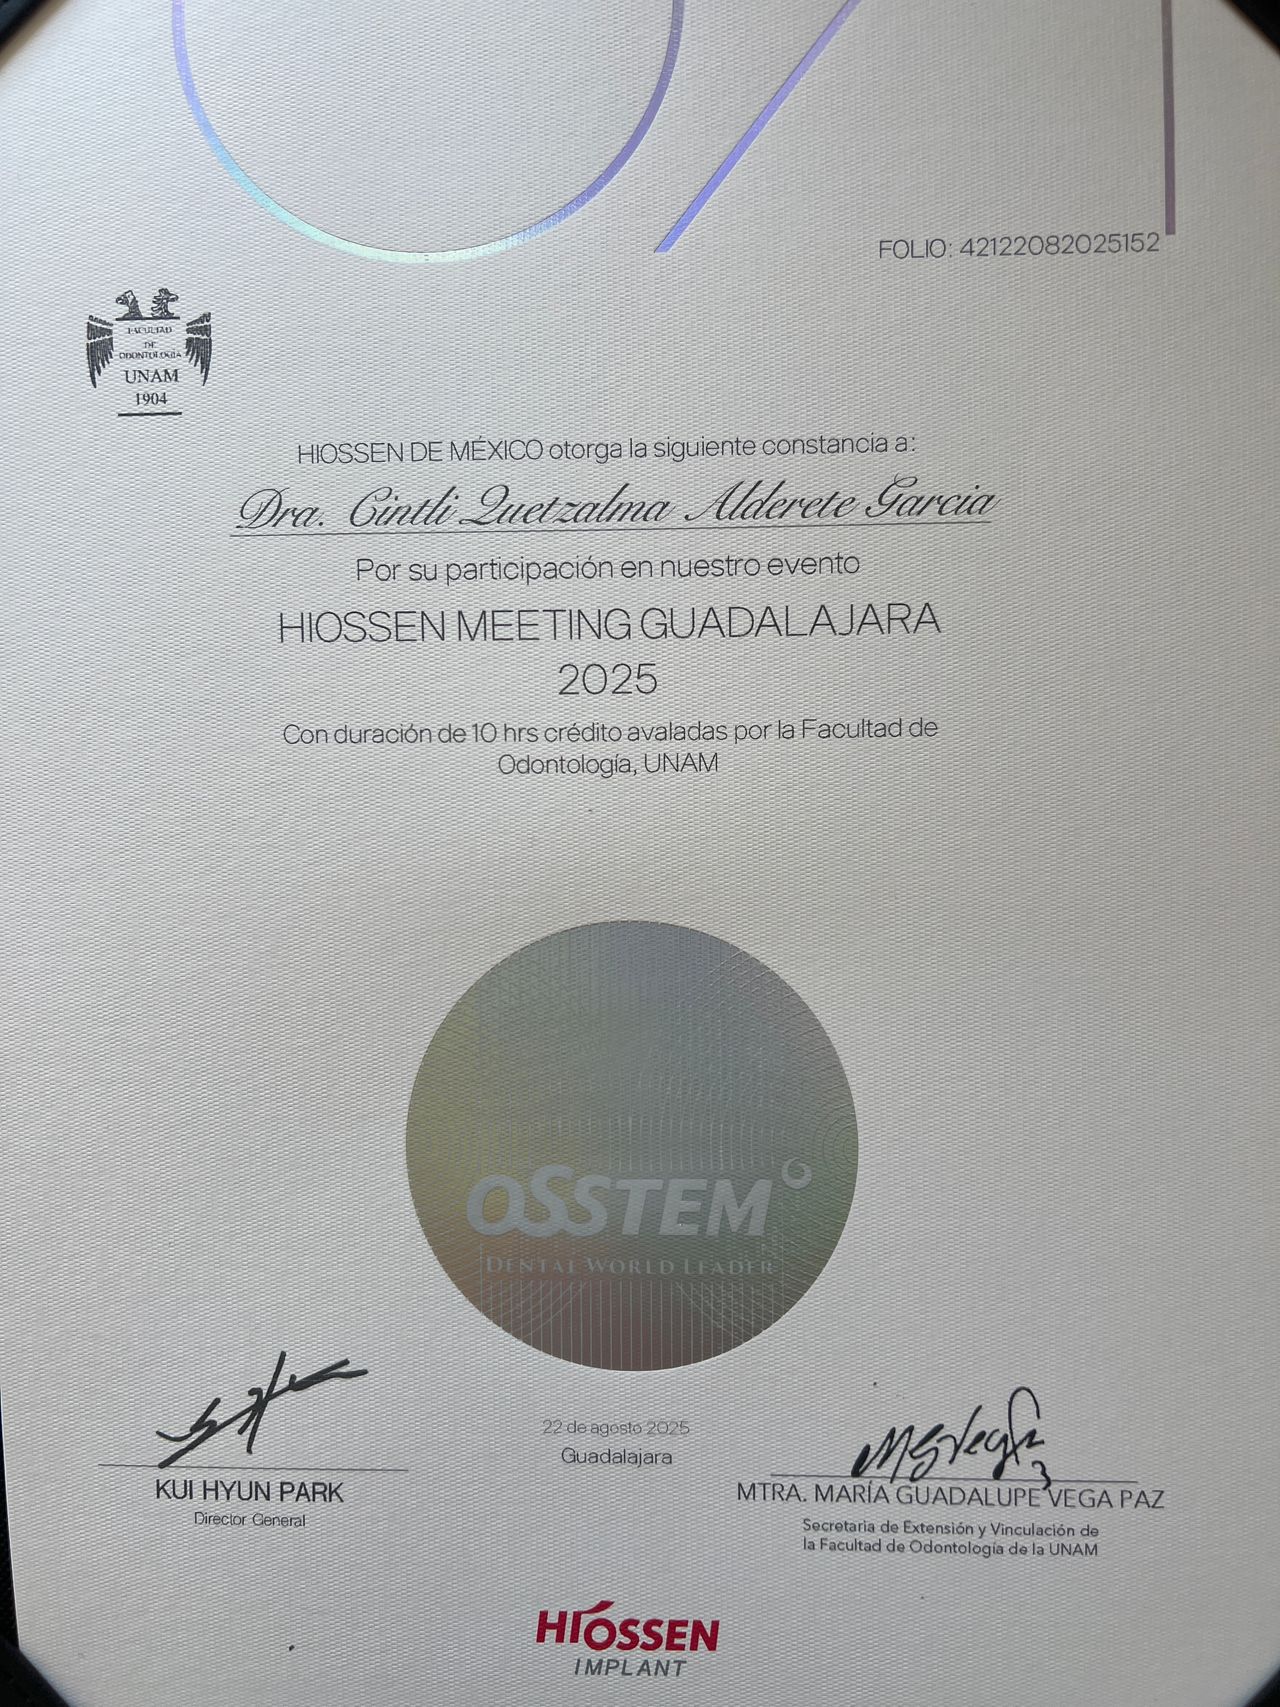 FOLIO: 42122082025152
FACULTAD
DE
ODONTOLOGÍA
UNAM
1904
HIOSSEN DE MÉXICO otorga la siguiente constancia a:
Dra. Cintli Quetzalma Alderete Garcia
Por su participación en nuestro evento
HIOSSEN MEETING GUADALAJARA
2025
Con duración de 10 hrs crédito avaladas por la Facultad de
Odontología, UNAM
OSSTEM
DENTAL WORLD LEADER
22 de agosto 2025
Guadalajara
KUI HYUN PARK
Director General
MTRA. MARÍA GUADALUPE VEGA PAZ
Secretaria de Extensión y Vinculación de
la Facultad de Odontología de la UNAM
HIOSSEN
IMPLANT